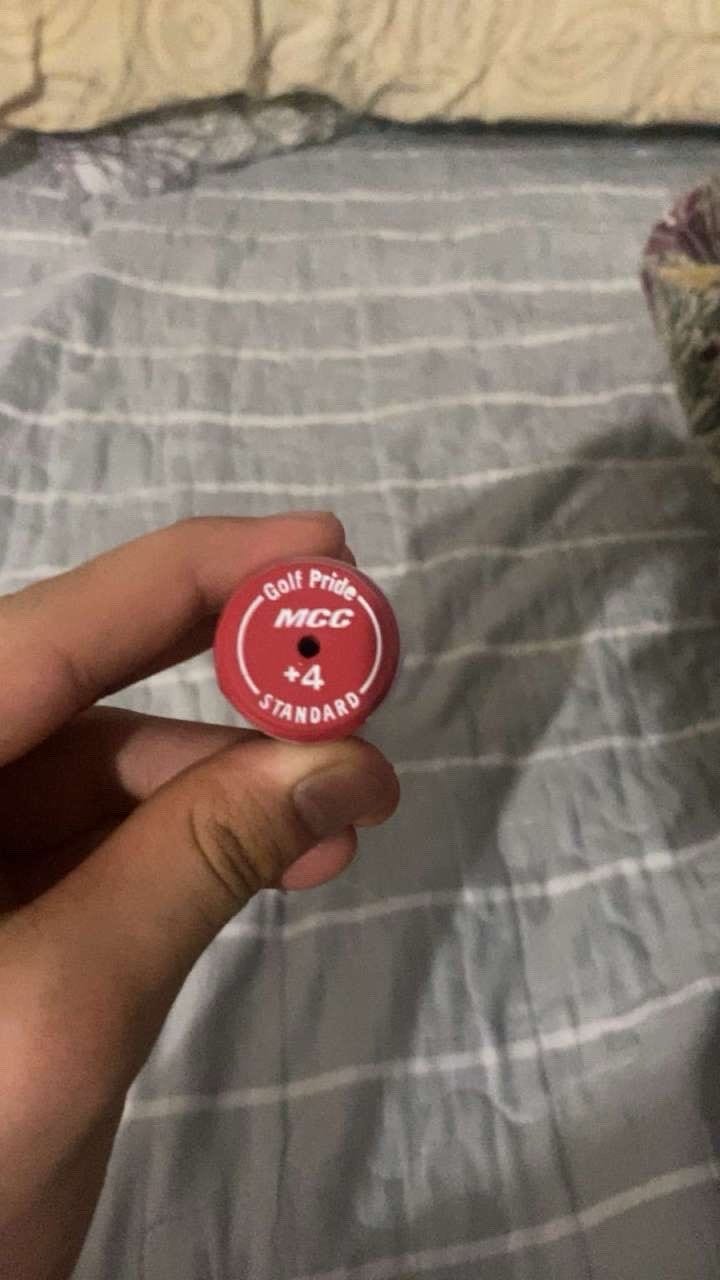 Golf Pride
MCC
+4
STANDARD